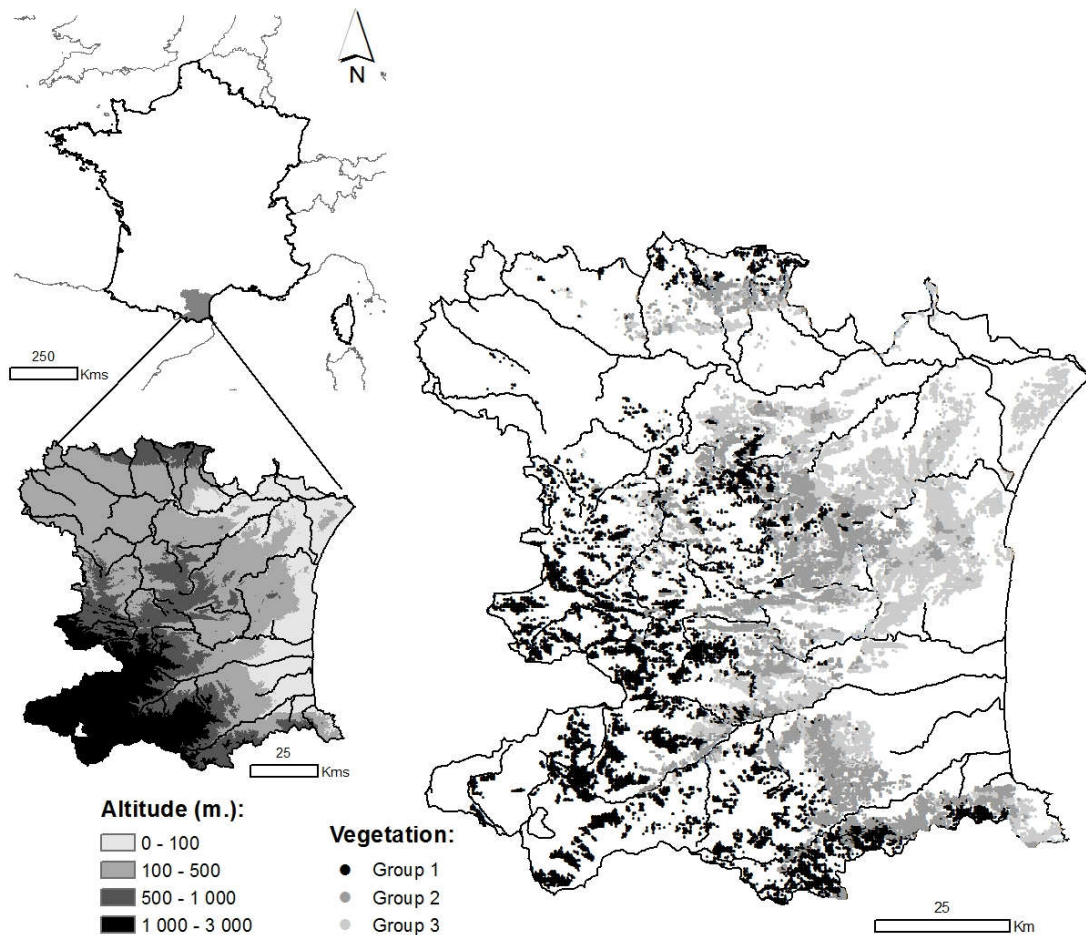 N
250
Kms
25
Kms
Altitude (m.):
0 - 100
100 - 500
500 - 1 000
1 000 - 3 000
Vegetation:
Group 1
Group 2
Group 3
25
Km